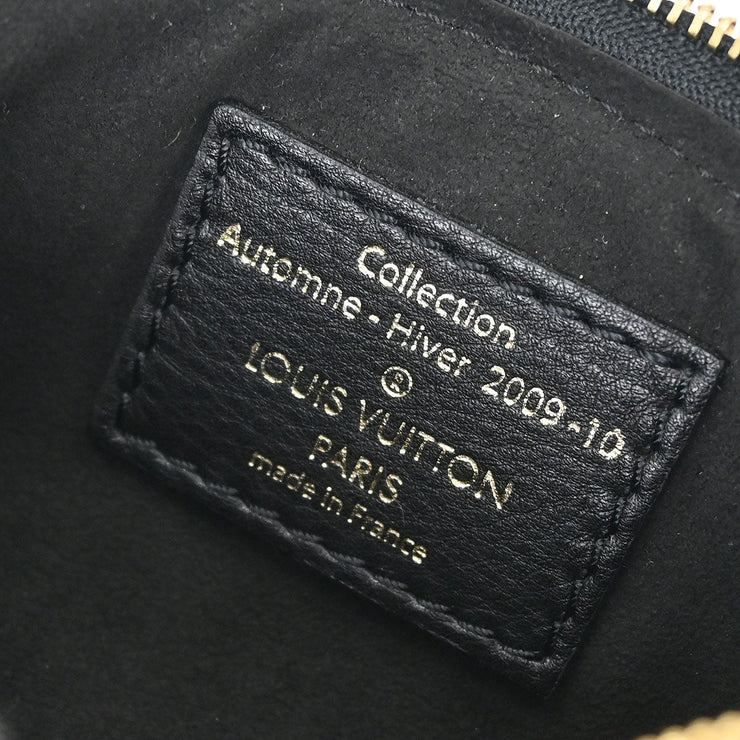 Collection
Automne - Hiver 2009-10
®
LOUIS VUITTON
PARIS
made in France